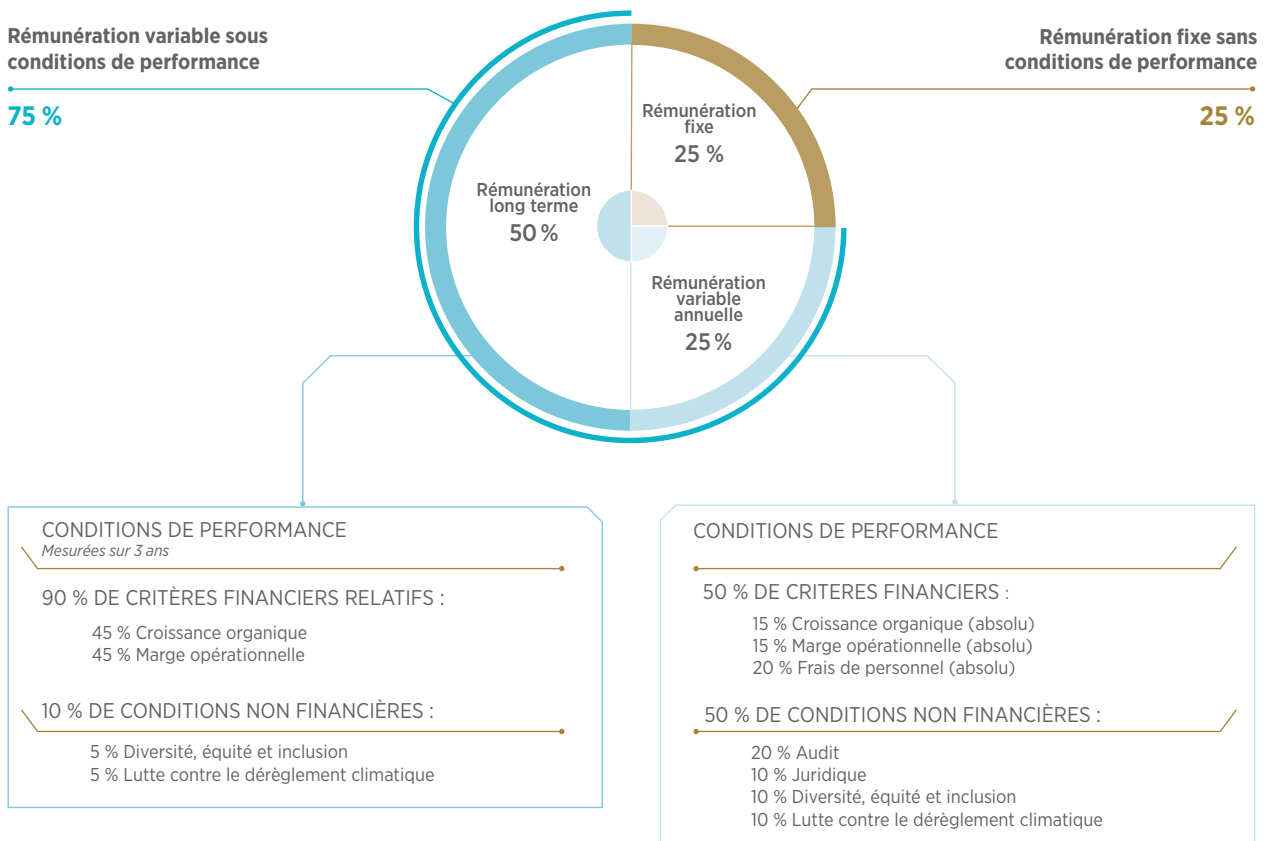 Rémunération variable sous
conditions de performance
75 %
Rémunération fixe sans
conditions de performance
25 %
Rémunération
fixe
25 %
Rémunération
long terme
50 %
Rémunération
variable
annuelle
25 %
CONDITIONS DE PERFORMANCE
Mesurées sur 3 ans
90 % DE CRITÈRES FINANCIERS RELATIFS :
45 % Croissance organique
45 % Marge opérationnelle
10 % DE CONDITIONS NON FINANCIÈRES :
5 % Diversité, équité et inclusion
5 % Lutte contre le dérèglement climatique
CONDITIONS DE PERFORMANCE
50 % DE CRITERES FINANCIERS :
15 % Croissance organique (absolu)
15 % Marge opérationnelle (absolu)
20 % Frais de personnel (absolu)
50 % DE CONDITIONS NON FINANCIÈRES :
20 % Audit
10 % Juridique
10 % Diversité, équité et inclusion
10 % Lutte contre le dérèglement climatique